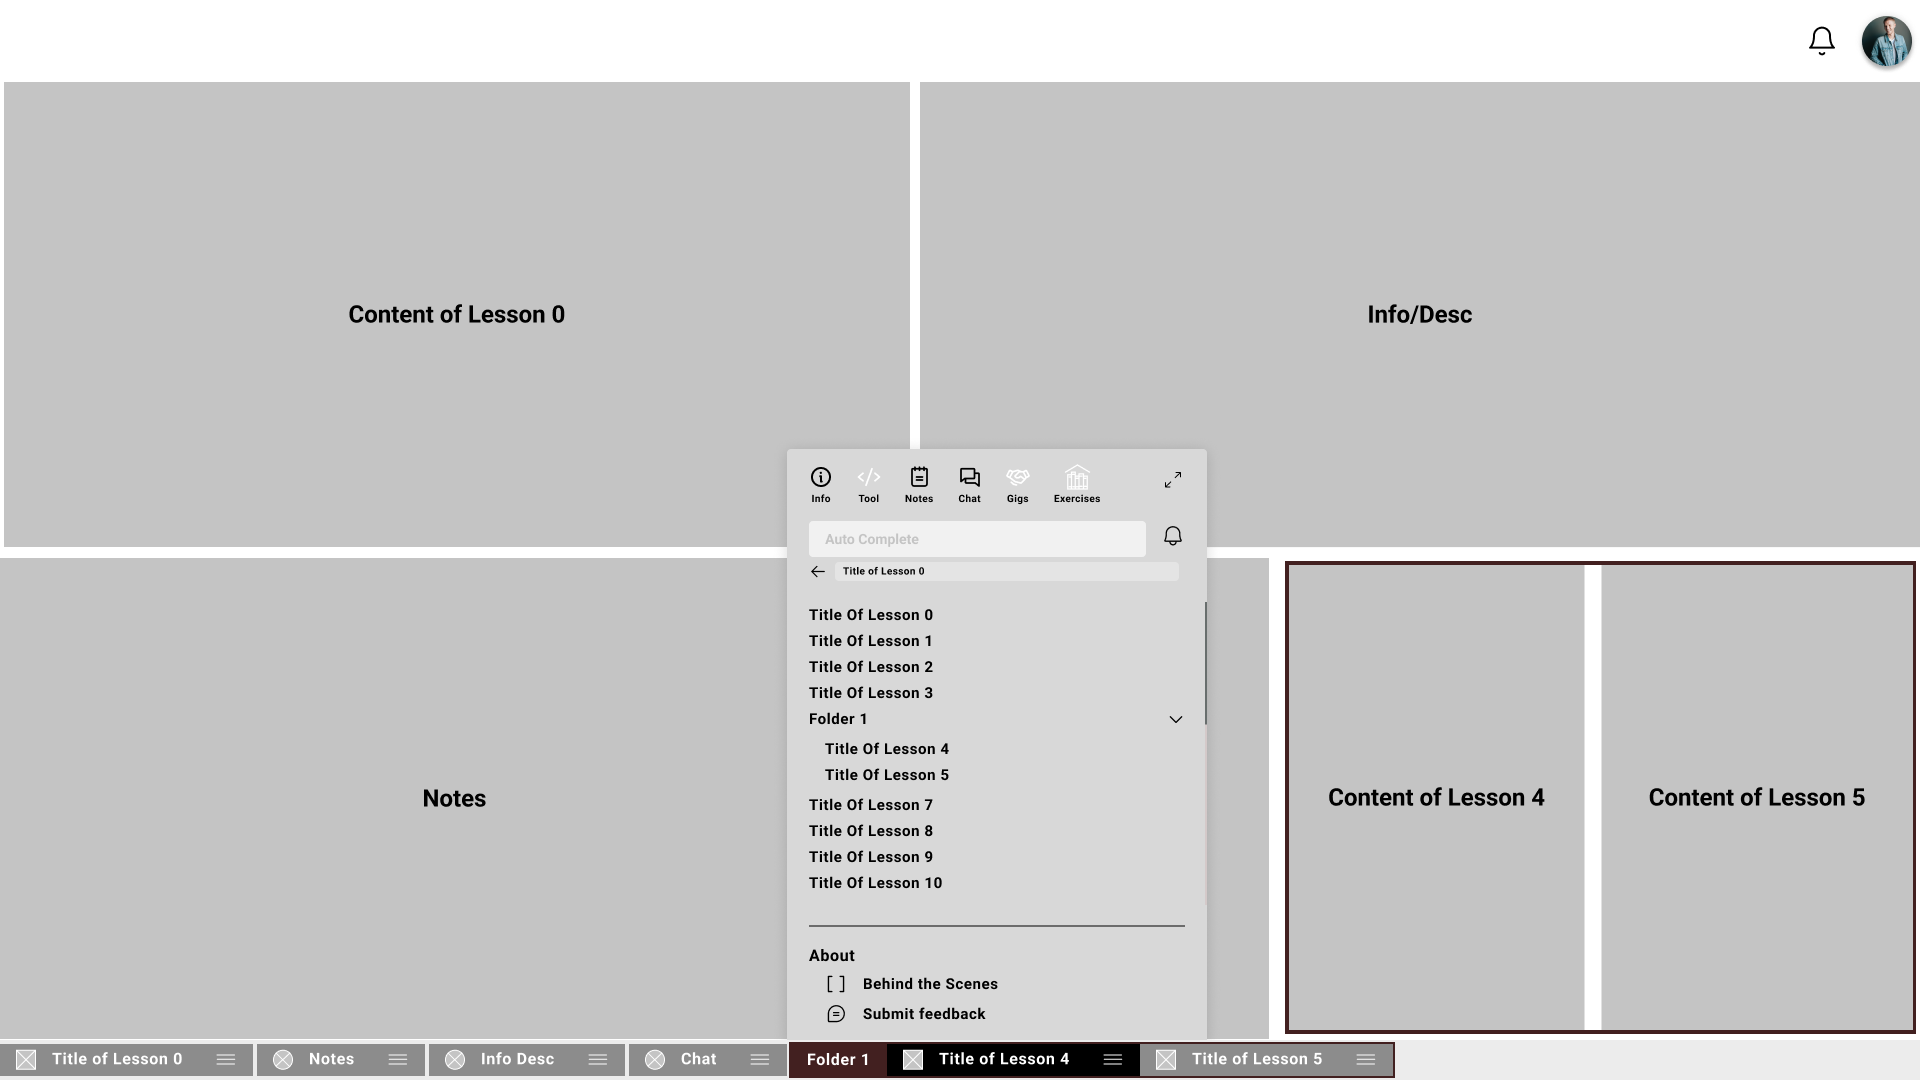 Content of Lesson 0
Info/Desc
Info
Tool
Notes
Chat
Gigs
Exercises
Auto Complete
Title of Lesson 0
Title Of Lesson 0
Title Of Lesson 1
Title Of Lesson 2
Title Of Lesson 3
Folder 1
Title Of Lesson 4
Title Of Lesson 5
Title Of Lesson 7
Title Of Lesson 8
Title Of Lesson 9
Title Of Lesson 10
About
Behind the Scenes
Submit feedback
Notes
Content of Lesson 4
Content of Lesson 5
Title of Lesson 0
Notes
Info Desc
Chat
Folder 1
Title of Lesson 4
Title of Lesson 5